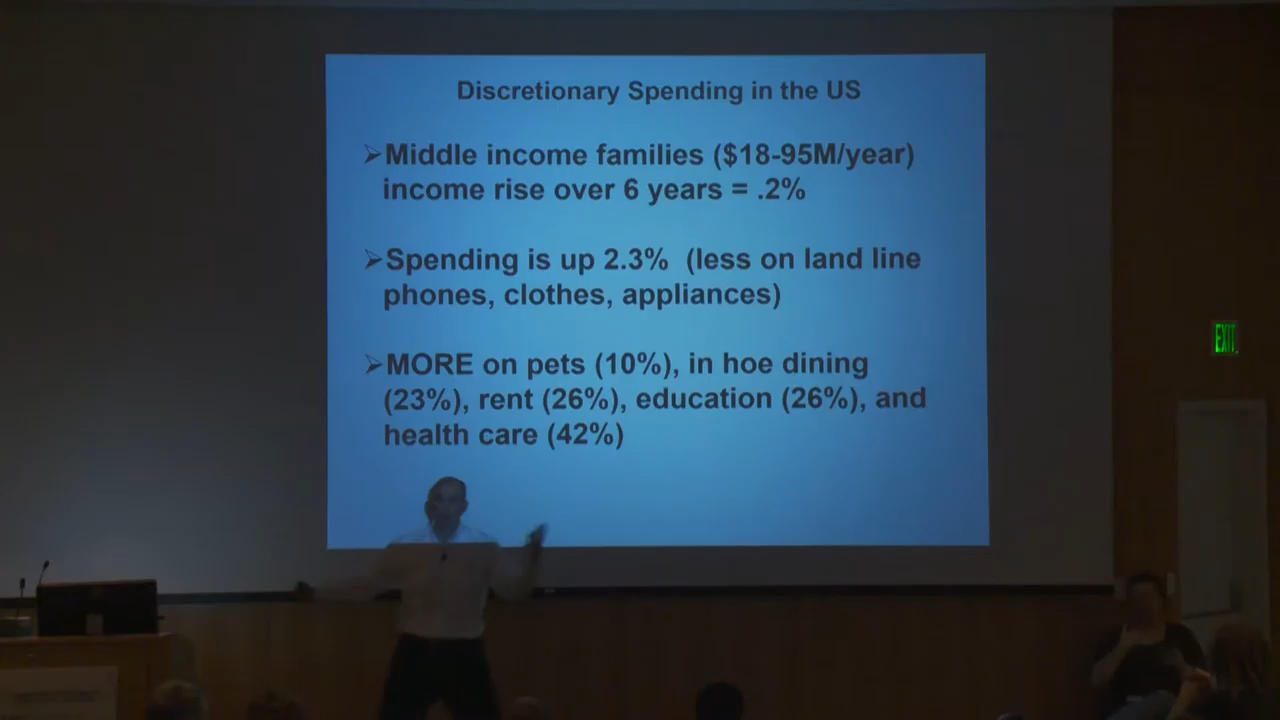 Discretionary Spending in the US
➢Middle income families ($18-95M/year)
income rise over 6 years = .2%
➢Spending is up 2.3% (less on land line
phones, clothes, appliances)
➢MORE on pets (10%), in hoe dining
(23%), rent (26%), education (26%), and
health care (42%)
EXIT